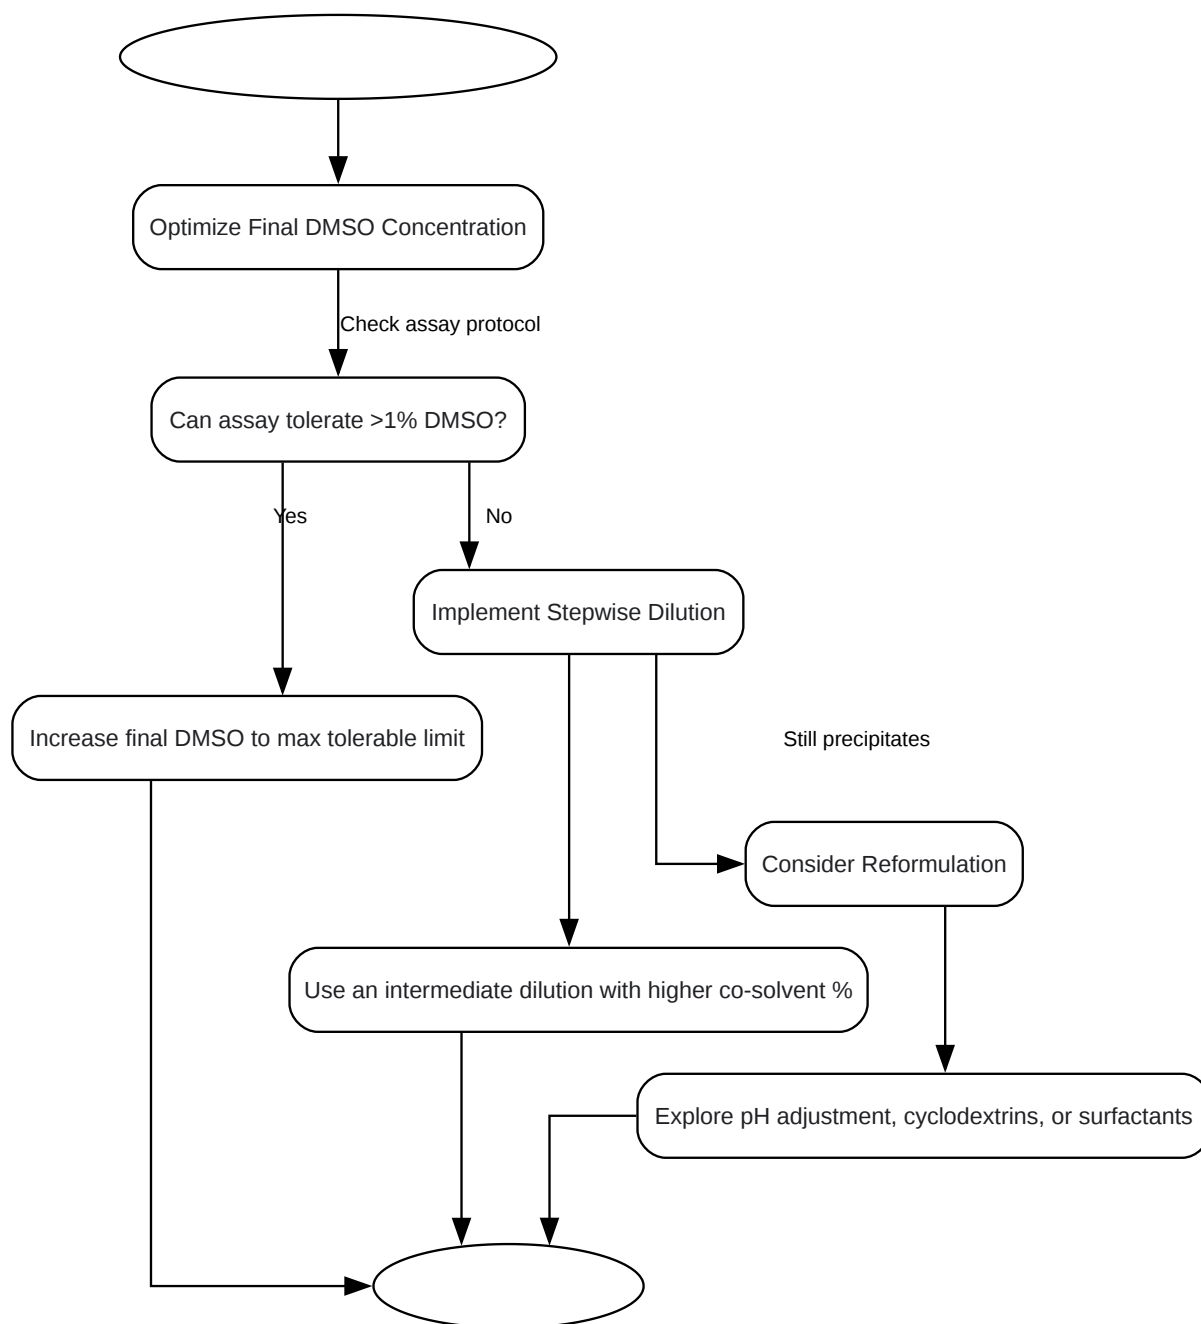 Optimize Final DMSO Concentration
Check assay protocol
Can assay tolerate >1% DMSO?
Yes
No
Implement Stepwise Dilution
Increase final DMSO to max tolerable limit
Still precipitates
Consider Reformulation
Use an intermediate dilution with higher co-solvent %
Explore pH adjustment, cyclodextrins, or surfactants